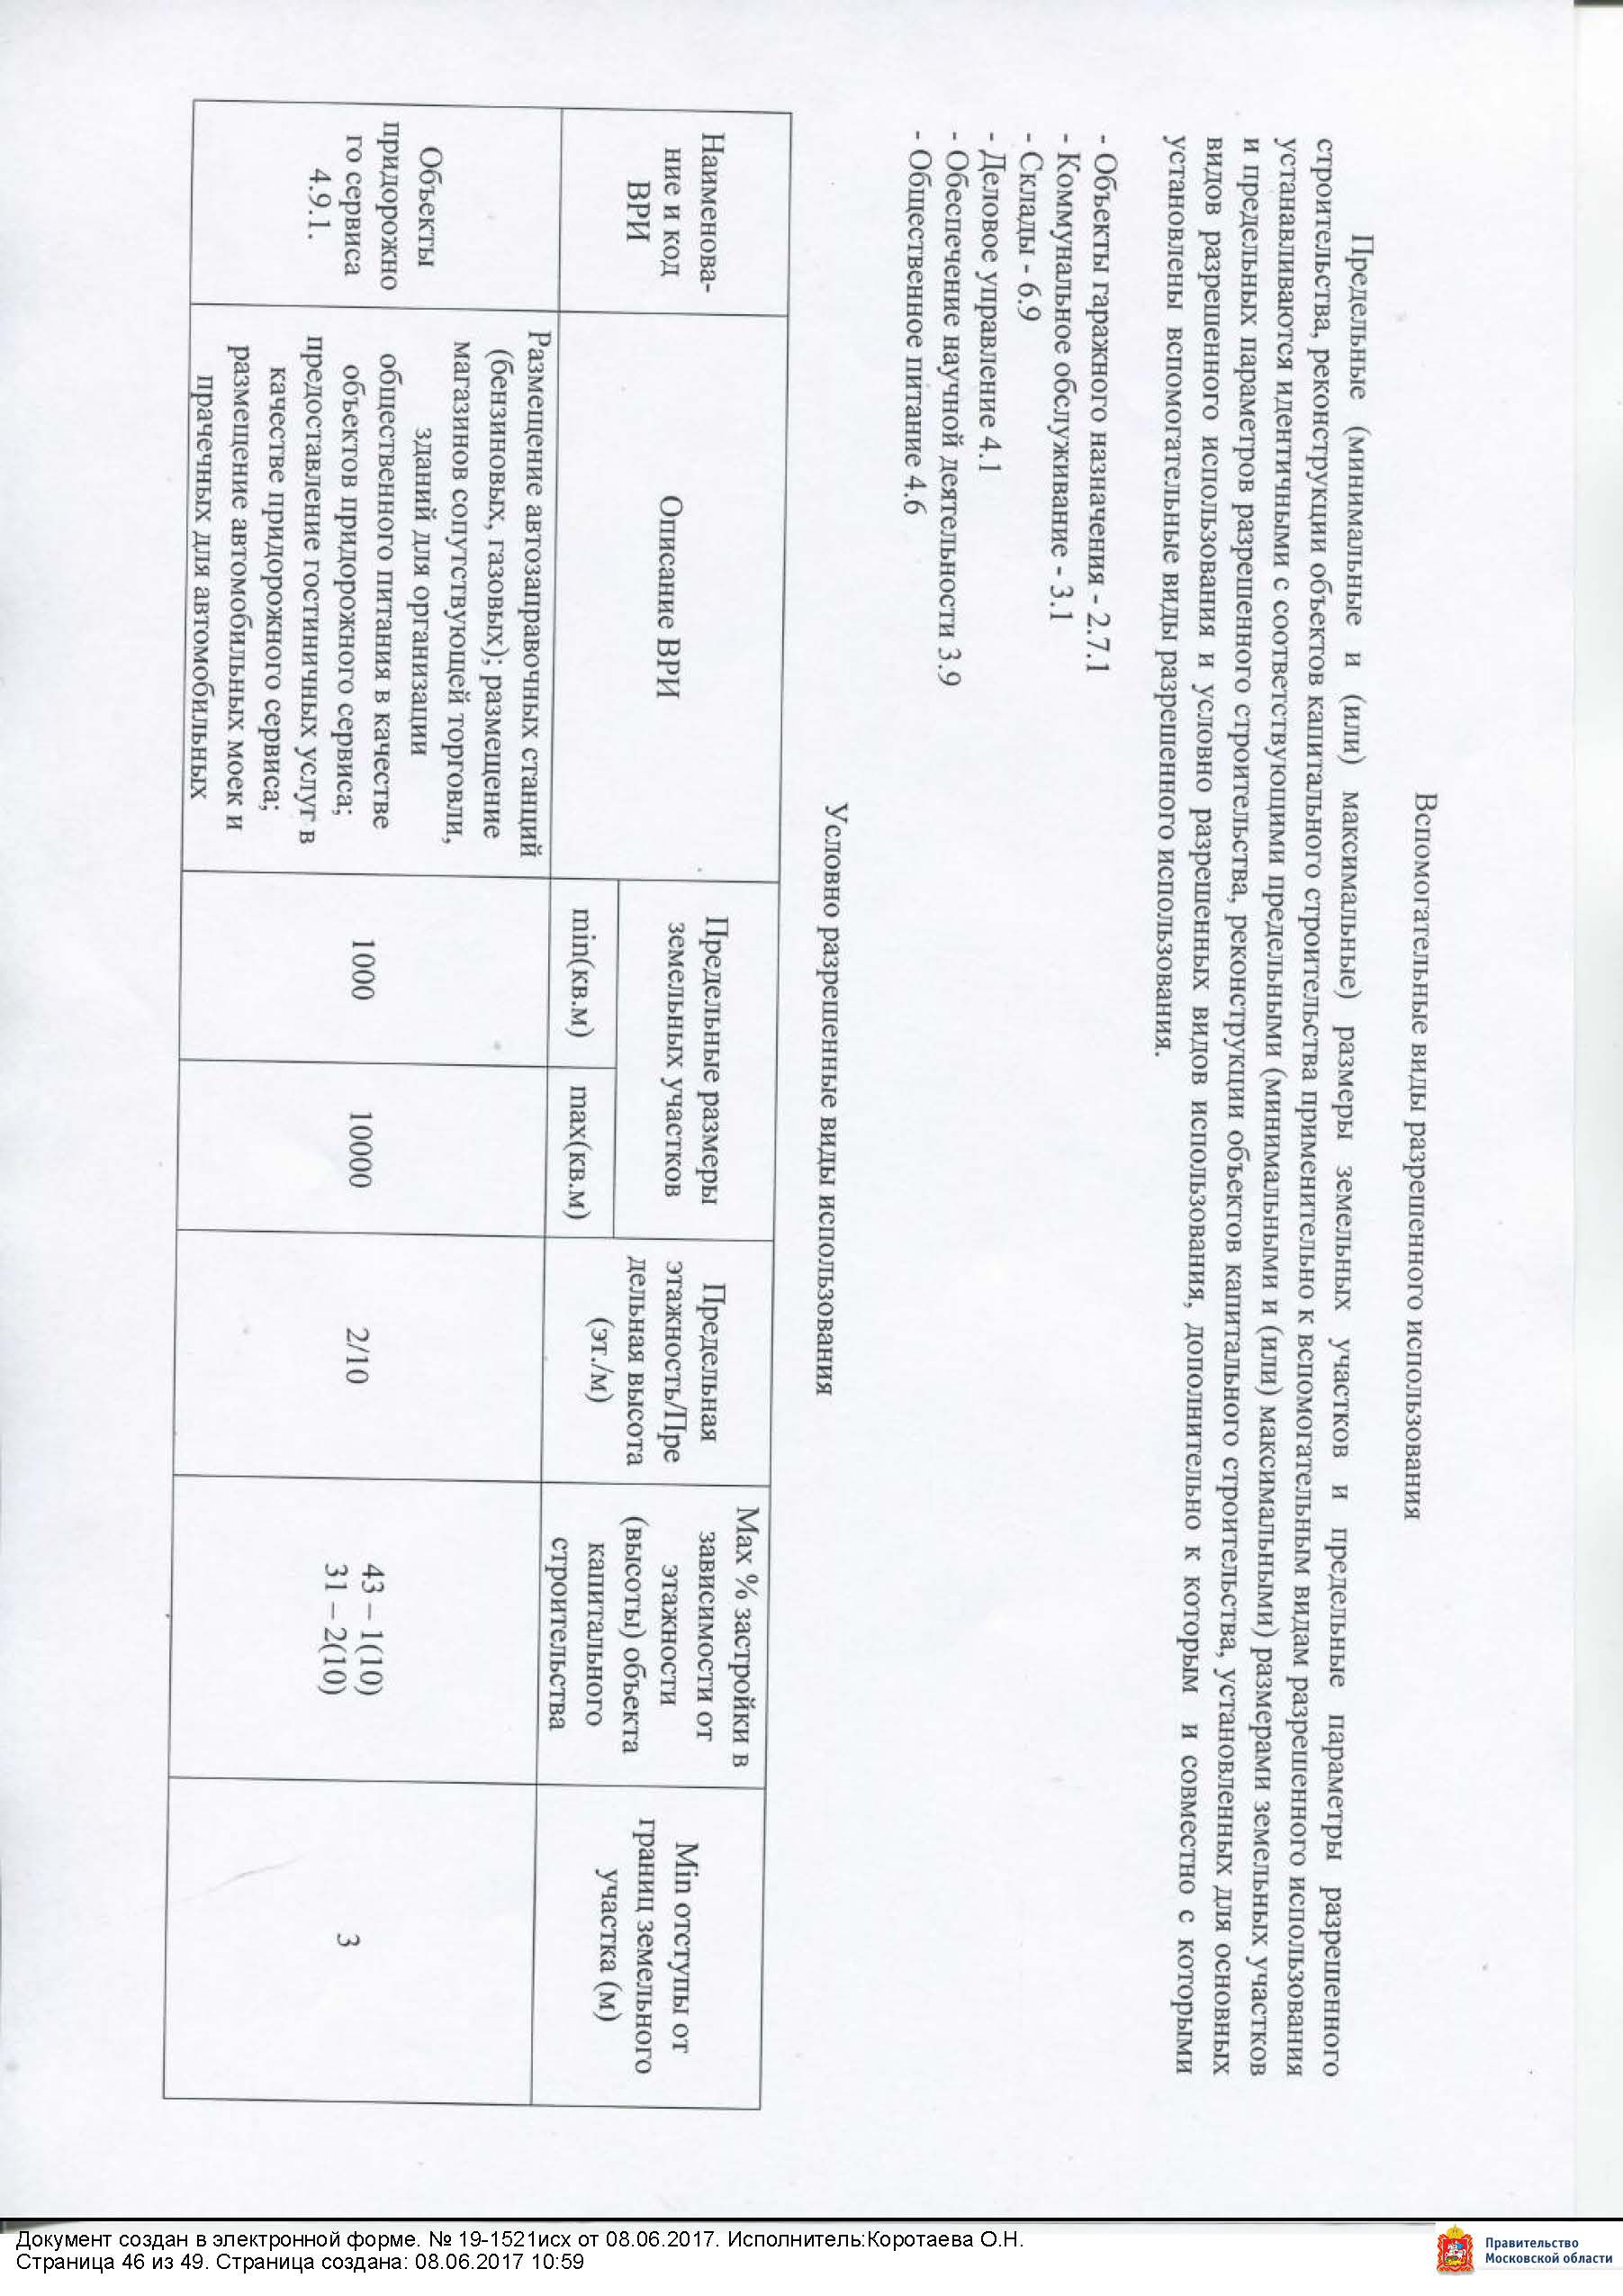 Вспомогательные виды разрешенного использования
Предельные (минимальные и (или) максимальные) размеры земельных участков и предельные параметры разрешенного
строительства, реконструкции объектов капитального строительства применительно к вспомогательным видам разрешенного использования
устанавливаются идентичными с соответствующими предельными (минимальными и (или) максимальными) размерами земельных участков
и предельных параметров разрешенного строительства, реконструкции объектов капитального строительства, установленных для основных
видов разрешенного использования и условно разрешенных видов использования, дополнительно к которым и совместно с которыми
установлены вспомогательные виды разрешенного использования.
- Объекты гаражного назначения - 2.7.1
- Коммунальное обслуживание - 3.1
- Склады - 6.9
- Деловое управление 4.1
- Обеспечение научной деятельности 3.9
- Общественное питание 4.6
Условно разрешенные виды использования
Наименова-
ние и код
ВРИ
Описание ВРИ
Предельные размеры
земельных участков
min(кв.м)
max(кв.м)
Предельная
этажность/Пре
дельная высота
(эт./м)
Max % застройки в
зависимости от
этажности
(высоты) объекта
капитального
строительства
Min отступы от
границ земельного
участка (м)
Объекты
придорожно
го сервиса
4.9.1.
Размещение автозаправочных станций
(бензиновых, газовых); размещение
магазинов сопутствующей торговли,
зданий для организации
общественного питания в качестве
объектов придорожного сервиса;
предоставление гостиничных услуг в
качестве придорожного сервиса;
размещение автомобильных моек и
прачечных для автомобильных
1000
10000
2/10
43 – 1(10)
31 – 2(10)
3
Документ создан в электронной форме. № 19-1521исх от 08.06.2017. Исполнитель:Коротаева О.Н.
Страница 46 из 49. Страница создана: 08.06.2017 10:59
Правительство
Московской области